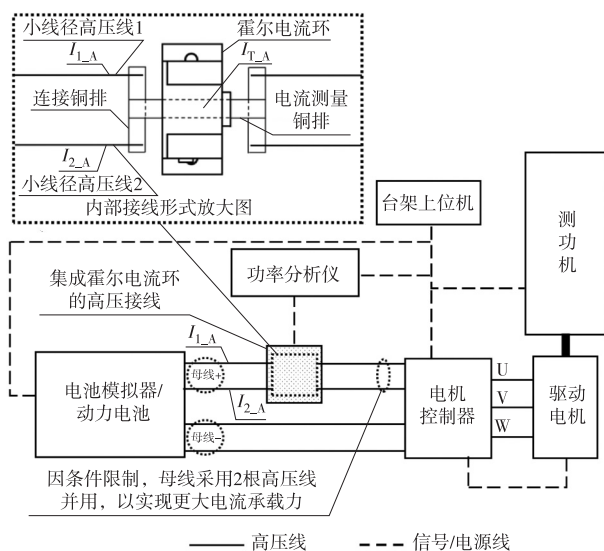 小线径高压线1
霍尔电流环
I1_A
IT_A
连接铜排
电流测量
铜排
I2_A
小线径高压线2
内部接线形式放大图
台架上位机
测功机
功率分析仪
集成霍尔电流环
的高压接线
I1_A
母线+
I2_A
电池模拟器/
动力电池
母线-
电机
控制器
U
V
W
驱动
电机
因条件限制，母线采用2根高压线
并用，以实现更大电流承载力
高压线
信号/电源线